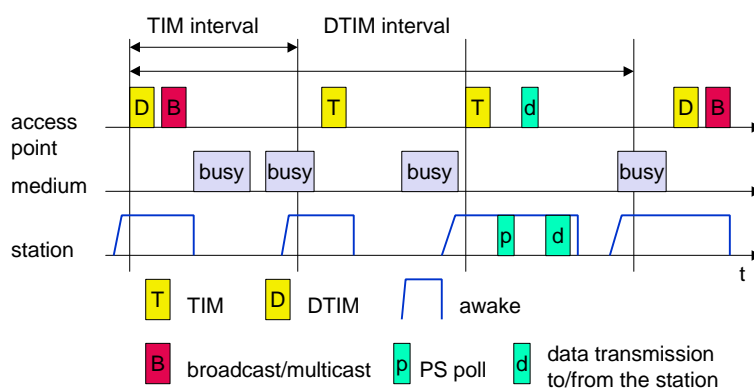 TIM interval DTIM interval
D B T T d D B
access
point
busy busy busy busy
medium
p d
station
t
T TIM D DTIM awake
B broadcast/multicast p PS poll d data transmission
to/from the station